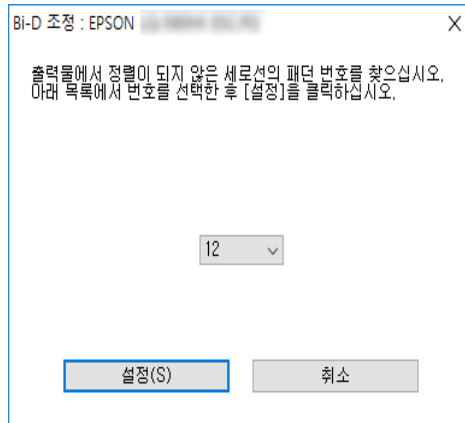 Bi-D 조정 : EPSON
출력물에서 정렬이 되지 않은 세로선의 패턴 번호를 찾으십시오.
아래 목록에서 번호를 선택한 후 [설정]을 클릭하십시오.
12
설정(S)
취소